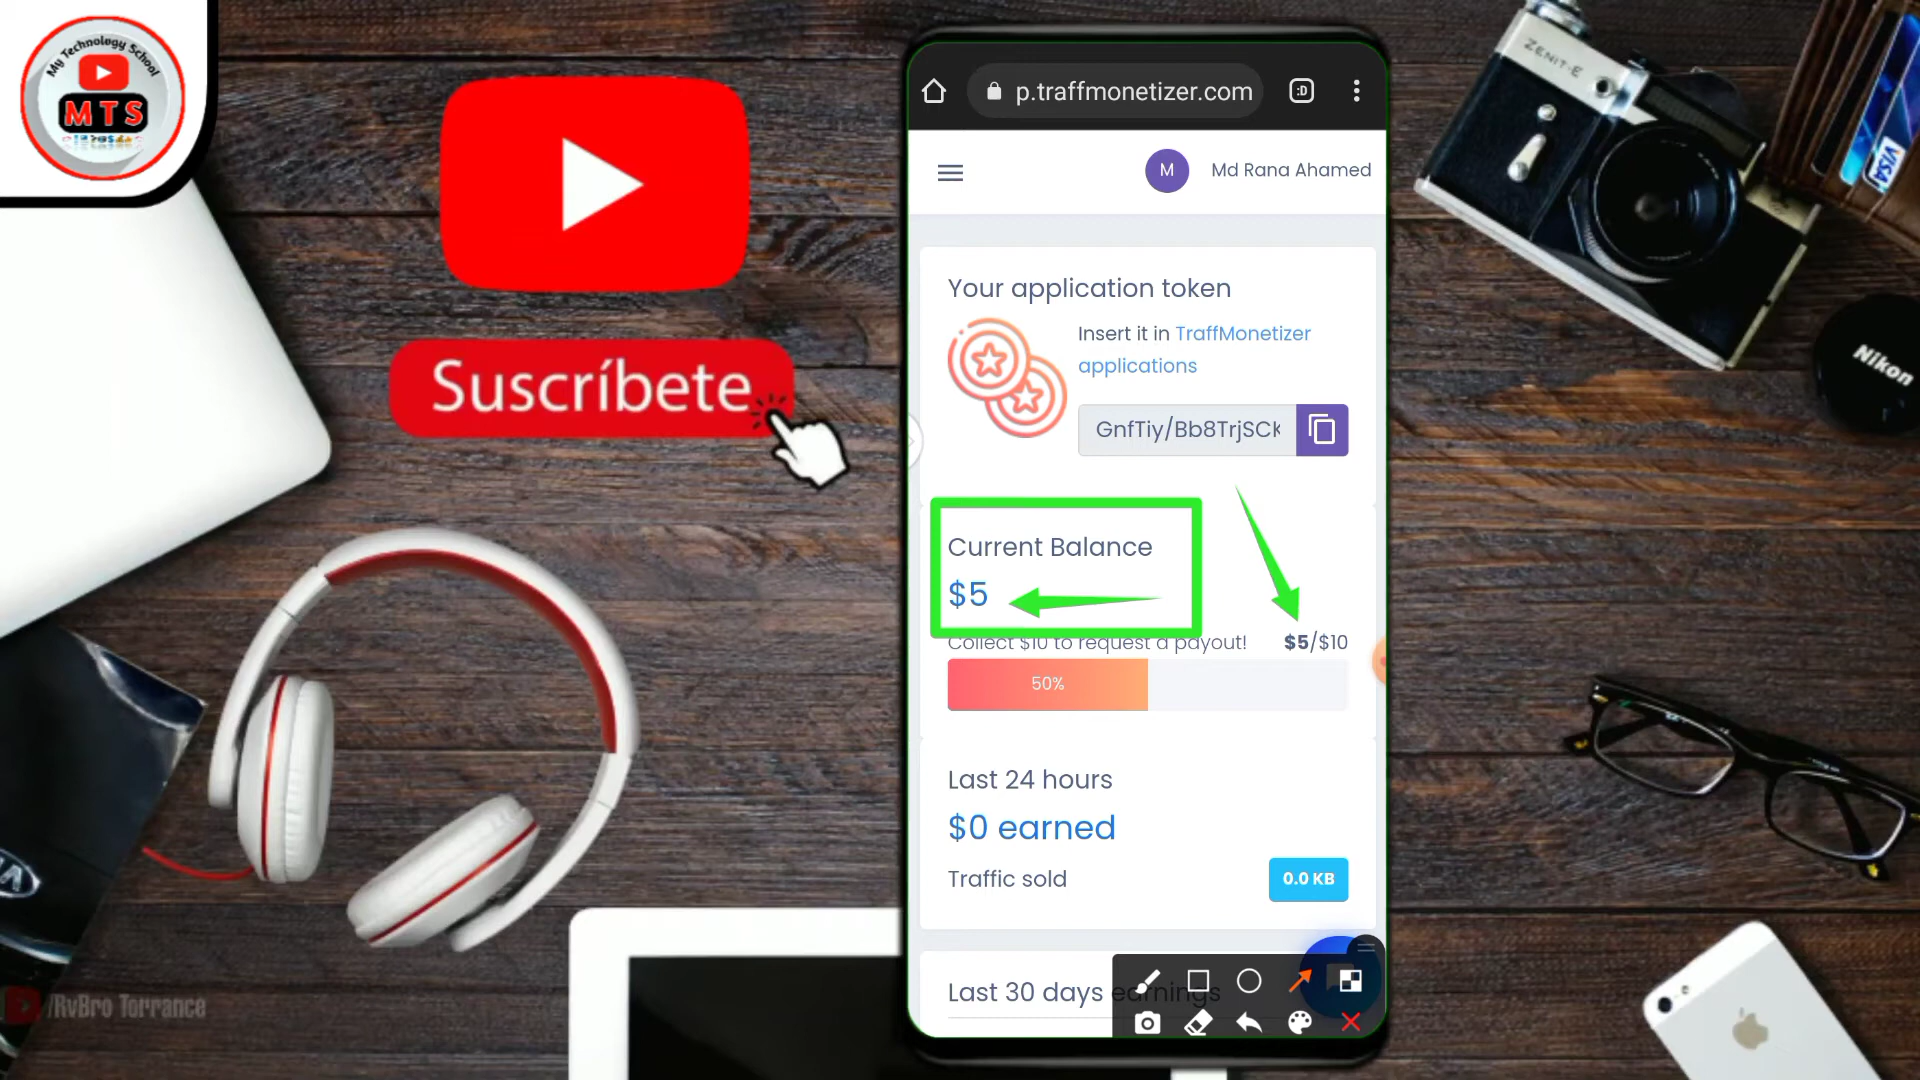 My Technology School
MTS
Suscríbete
ZENIT-E
VISA
Nikon
p.traffmonetizer.com
:D
M
Md Rana Ahamed
Your application token
Insert it in TraffMonetizer
applications
GnfTiy/Bb8TrjSCk
Current Balance
$5
Collect $10 to request a payout!
$5/$10
50%
Last 24 hours
$0 earned
Traffic sold
0.0 KB
Last 30 days earnings
/RvBro Torrance